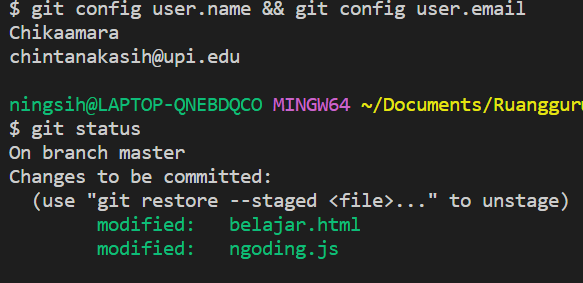 $ git config user.name && git config user.email
Chikaamara
chintanakasih@upi.edu
ningsih@LAPTOP-QNEBDQCO MINGW64 ~/Documents/Ruangguru
$ git status
On branch master
Changes to be committed:
(use "git restore --staged <file>..." to unstage)
modified: belajar.html
modified: ngoding.js